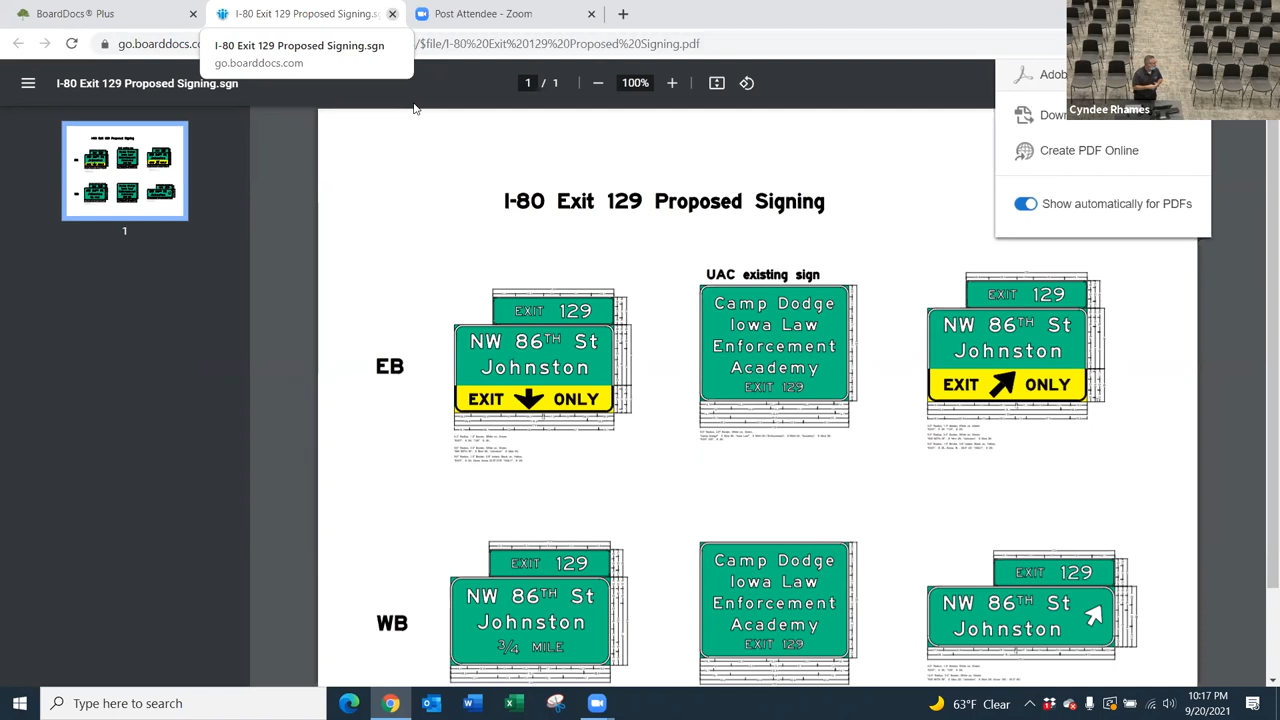 BoardDocs® Plus
I-80 Exit 129 Proposed Signing.sg
Post Attendee - Zoom
go.boarddocs.c
/$file/I-80%20Exit%20129%20Proposed%20Signing.pdf
I-80 Exit 129 Proposed Signing.sgn
go.boarddocs.com
I-80 Exit 129 Proposed Signing.sgn
1 / 1
100%
Adob
Down
Create PDF Online
Show automatically for PDFs
Cyndee Rhames
1
I-80 Exit 129 Proposed Signing
UAC existing sign
EB
EXIT 129
NW 86TH St
Johnston
EXIT ONLY
Camp Dodge
Iowa Law
Enforcement
Academy
EXIT 129
EXIT 129
NW 86TH St
Johnston
EXIT ONLY
WB
EXIT 129
NW 86TH St
Johnston
3/4 MILE
Camp Dodge
Iowa Law
Enforcement
Academy
EXIT 129
EXIT 129
NW 86TH St
Johnston
Type here to search
63°F Clear
10:17 PM
9/20/2021